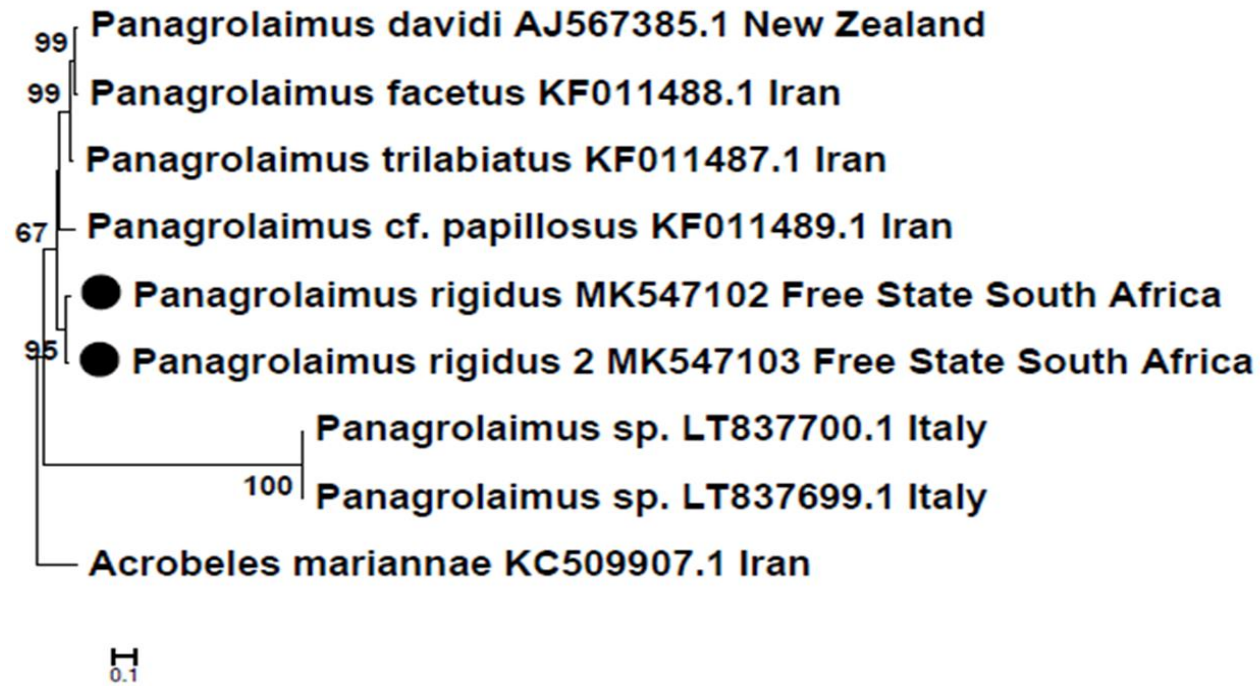 99 Panagrolaimus davidi AJ567385.1 New Zealand
99 Panagrolaimus facetus KF011488.1 Iran
Panagrolaimus trilabiatus KF011487.1 Iran
67 Panagrolaimus cf. papillosus KF011489.1 Iran
Panagrolaimus rigidus MK547102 Free State South Africa
95 Panagrolaimus rigidus 2 MK547103 Free State South Africa
Panagrolaimus sp. LT837700.1 Italy
100 Panagrolaimus sp. LT837699.1 Italy
Acrobeles mariannae KC509907.1 Iran
0.1